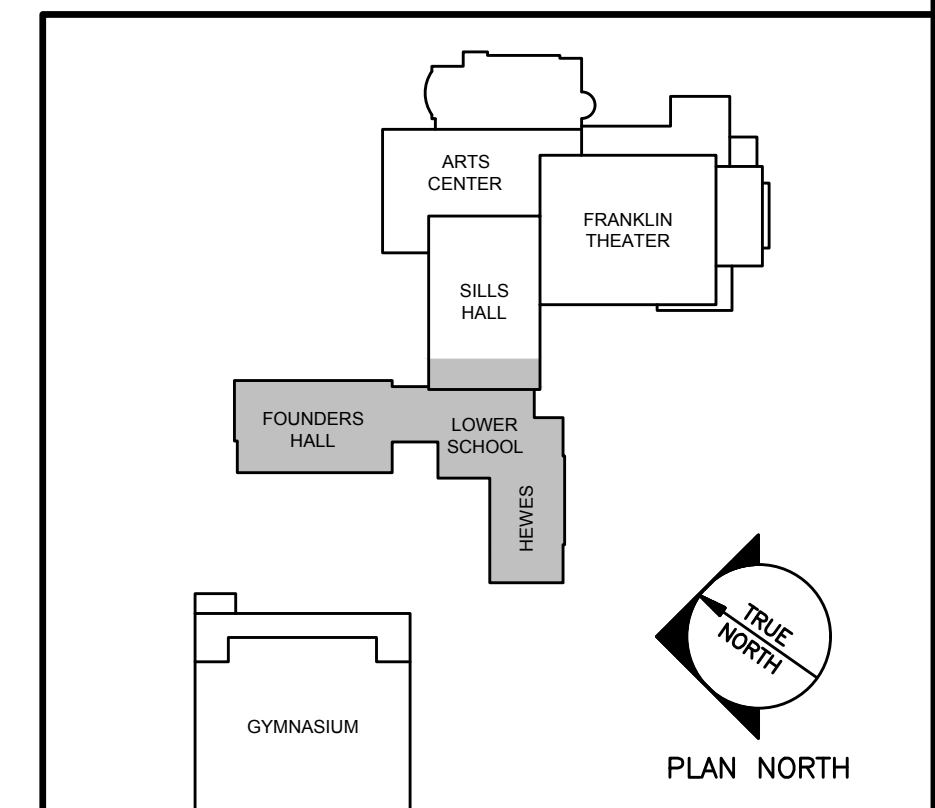 ARTS
CENTER
FRANKLIN
THEATER
SILLS
HALL
FOUNDERS
HALL
LOWER
SCHOOL
HEWES
TRUE
NORTH
GYMNASIUM
PLAN NORTH